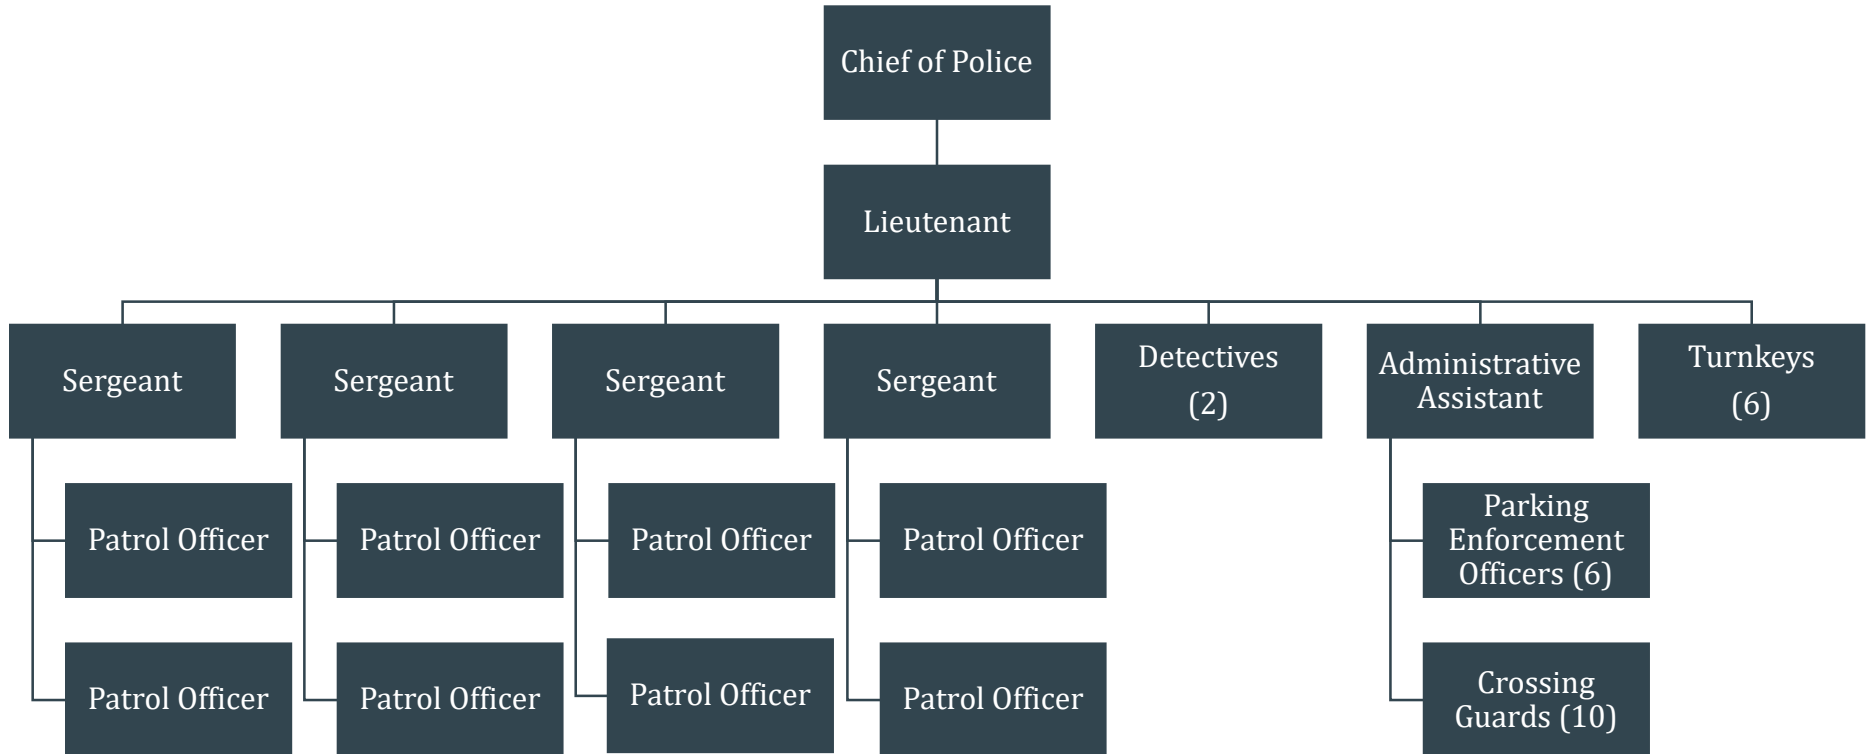 Chief of Police
Lieutenant
Sergeant
Sergeant
Sergeant
Sergeant
Detectives
(2)
Administrative
Assistant
Turnkeys
(6)
Patrol Officer
Patrol Officer
Patrol Officer
Patrol Officer
Parking
Enforcement
Officers (6)
Patrol Officer
Patrol Officer
Patrol Officer
Patrol Officer
Crossing
Guards (10)